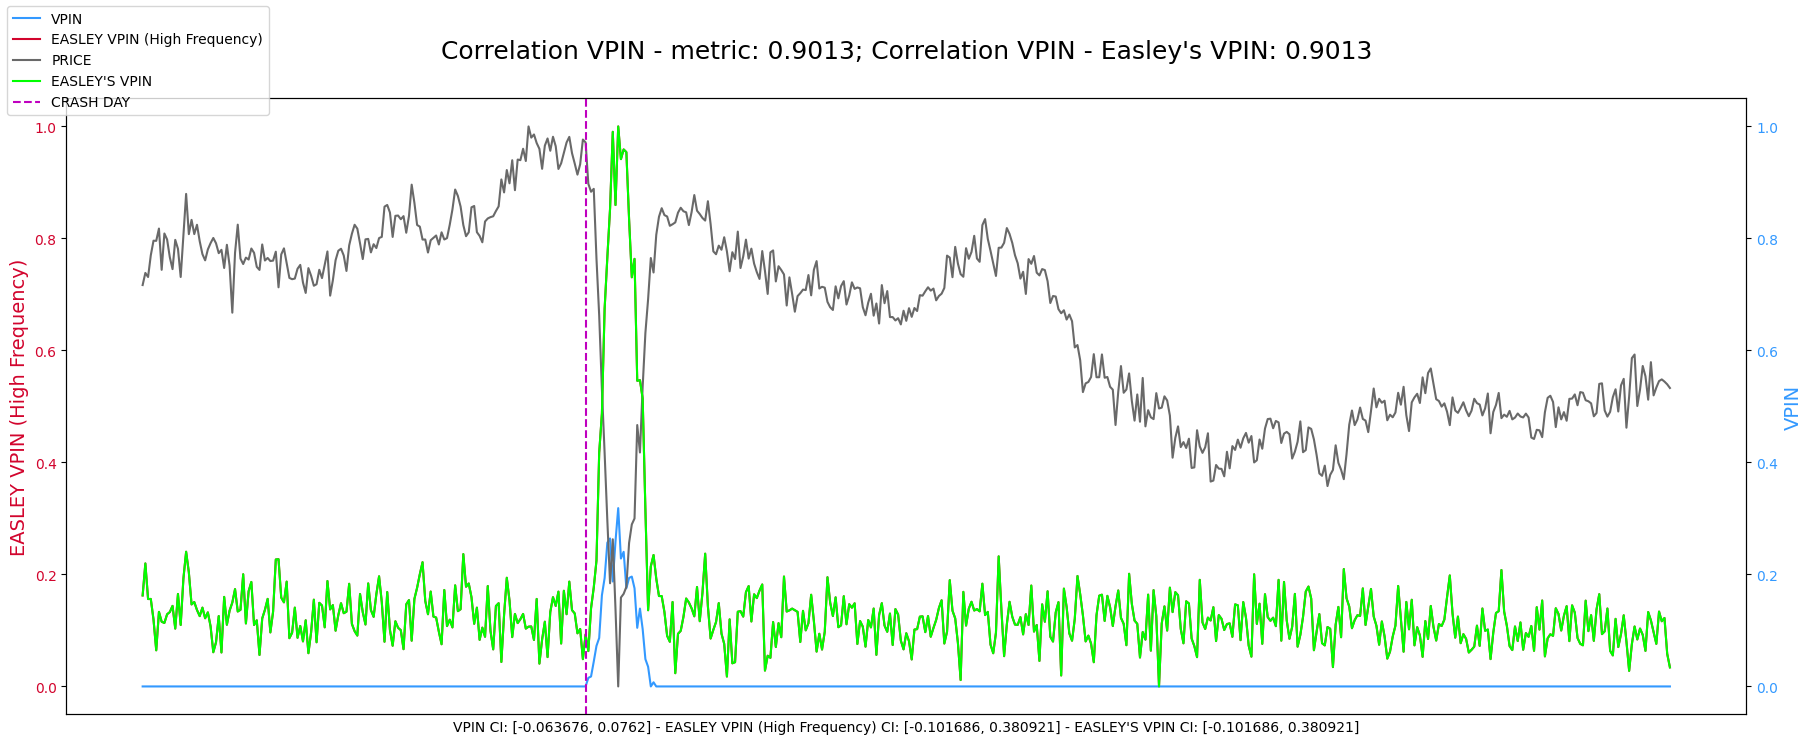 VPIN
EASLEY VPIN (High Frequency)
PRICE
EASLEY'S VPIN
CRASH DAY
Correlation VPIN - metric: 0.9013; Correlation VPIN - Easley's VPIN: 0.9013
EASLEY VPIN (High Frequency)
1.0
0.8
0.6
0.4
0.2
0.0
1.0
0.8
0.6
0.4
0.2
0.0
VPIN
VPIN CI: [-0.063676, 0.0762] - EASLEY VPIN (High Frequency) CI: [-0.101686, 0.380921] - EASLEY'S VPIN CI: [-0.101686, 0.380921]